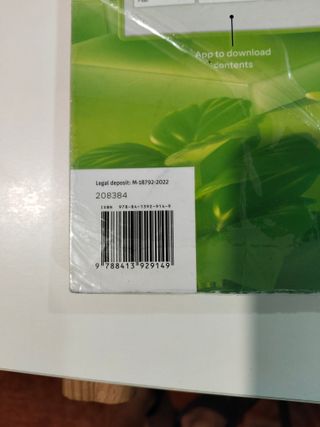 App to download
contents
Legal deposit: M-18792-2022
208384
ISBN 978-84-1392-914-9
9 788413 929149